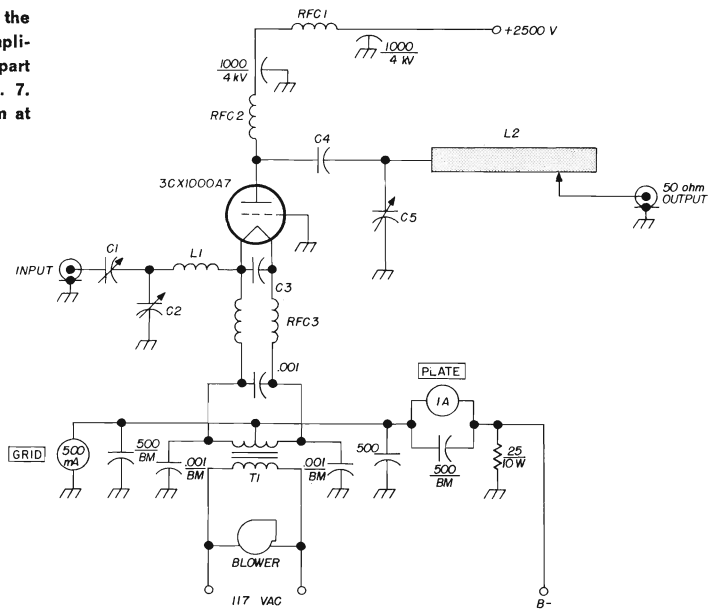 the
ampli-
part
. 7.
n at
RFC1
+2500 V
1000
4 kV
1000
4 kV
RFC2
C4
L2
3CX1000A7
50 ohm
OUTPUT
C5
INPUT
C1
L1
C2
C3
RFC3
.001
PLATE
1A
GRID
500
mA
500
BM
.001
BM
T1
.001
BM
500
500
BM
25
10 W
BLOWER
117 VAC
B-